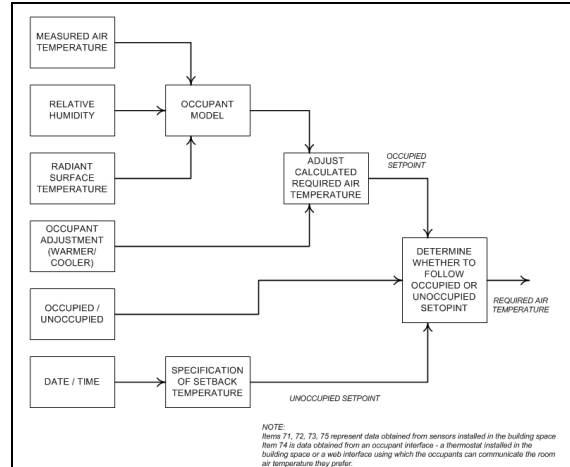 MEASURED AIR
TEMPERATURE
RELATIVE
HUMIDITY
OCCUPANT
MODEL
RADIANT
SURFACE
TEMPERATURE
ADJUST
CALCULATED
REQUIRED AIR
TEMPERATURE
OCCUPIED
SETPOINT
OCCUPANT
ADJUSTMENT
(WARMER/
COOLER)
DETERMINE
WHETHER TO
FOLLOW
OCCUPIED OR
UNOCCUPIED
SETOPINT
REQUIRED AIR
TEMPERATURE
OCCUPIED /
UNOCCUPIED
DATE / TIME
SPECIFICATION
OF SETBACK
TEMPERATURE
UNOCCUPIED SETPOINT
NOTE:
Items 71, 72, 73, 75 represent data obtained from sensors installed in the building space
Item 74 is data obtained from an occupant interface - a thermostat installed in the
building space or a web interface using which the occupants can communicate the room
air temperature they prefer.